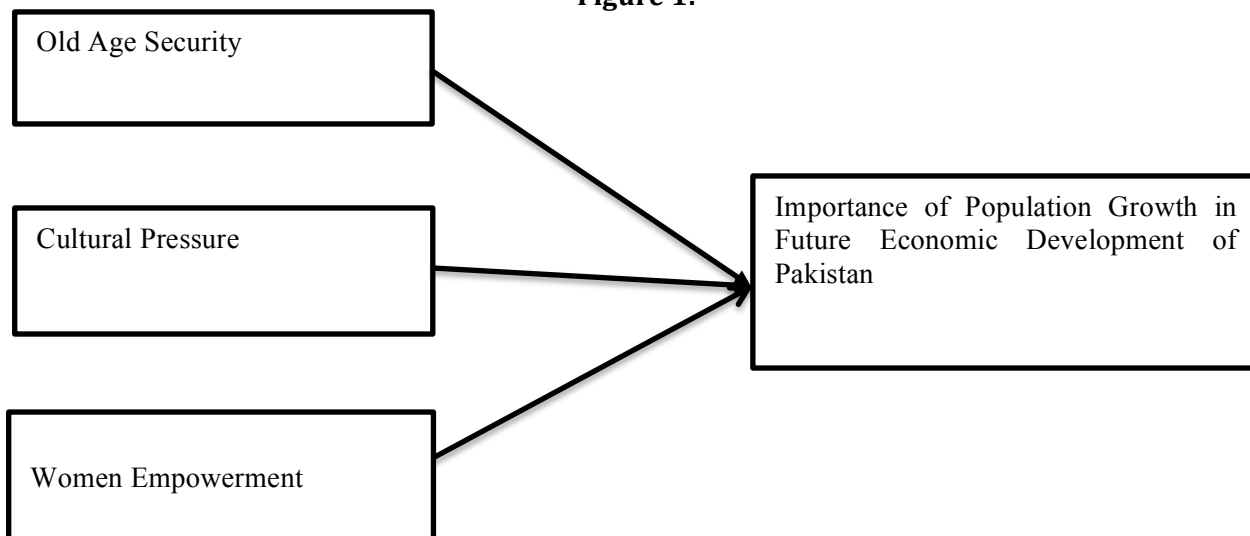 Figure 1.
Old Age Security
Importance of Population Growth in
Future Economic Development of
Pakistan
Cultural Pressure
Women Empowerment